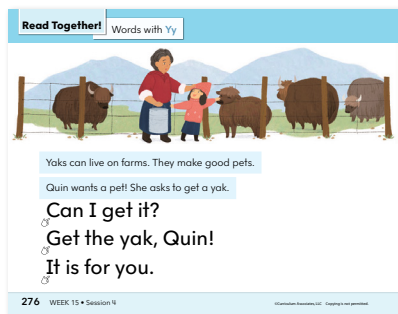 Read Together!
Words with Yy
Yaks can live on farms. They make good pets.
Quin wants a pet! She asks to get a yak.
Can I get it?
Get the yak, Quin!
It is for you.
276 WEEK 15 • Session 4
©Curriculum Associates, LLC Copying is not permitted.